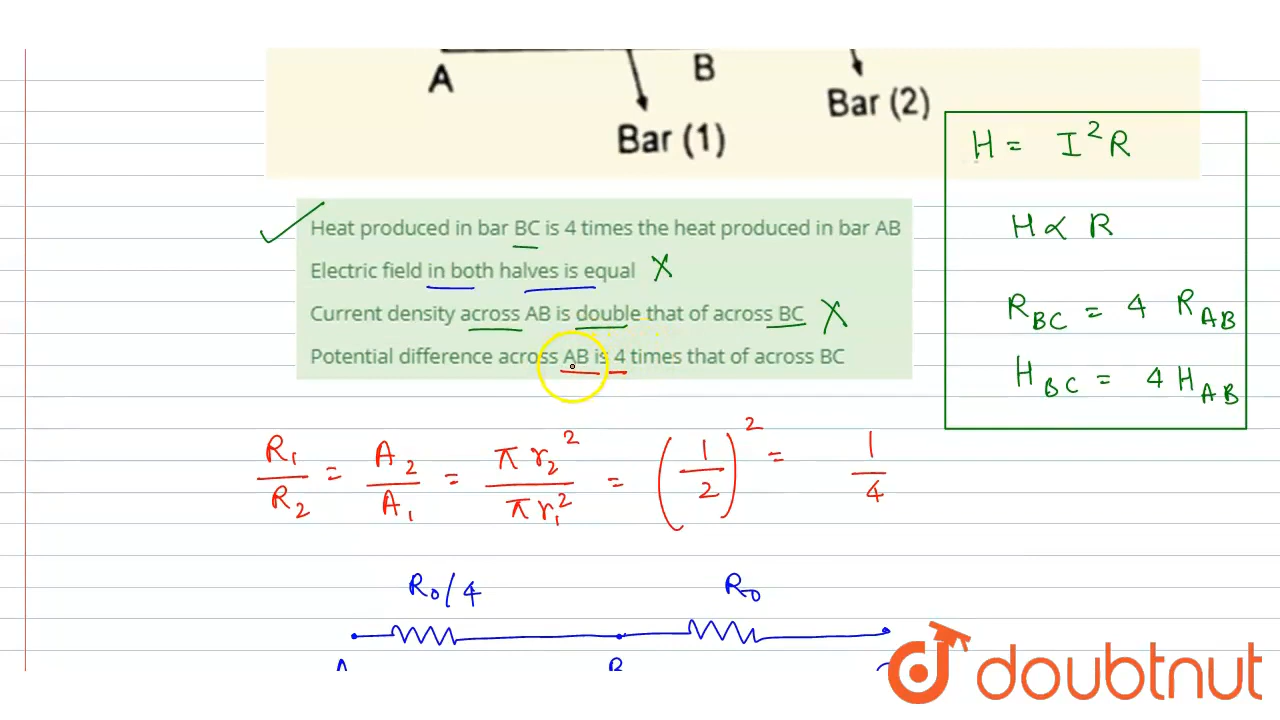 A
B
Bar (1)
Bar (2)
H = I²R
H ∝ R
R_BC = 4 R_AB
H_BC = 4 H_AB
Heat produced in bar BC is 4 times the heat produced in bar AB
Electric field in both halves is equal X
Current density across AB is double that of across BC X
Potential difference across AB is 4 times that of across BC
R₁/R₂ = A₂/A₁ = πr₂²/πr₁² = (1/2)² = 1/4
R₀/4
R₀
A B
doubtnut